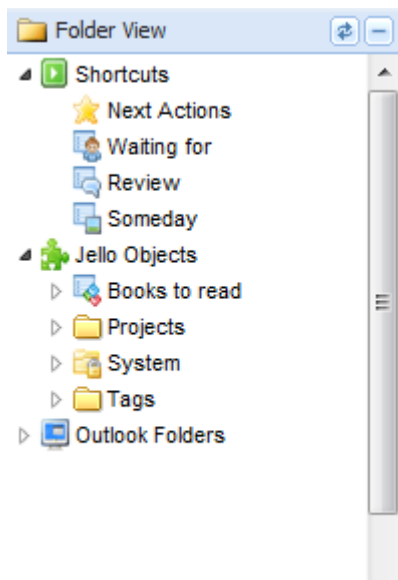 Folder View
Shortcuts
Next Actions
Waiting for
Review
Someday
Jello Objects
Books to read
Projects
System
Tags
Outlook Folders